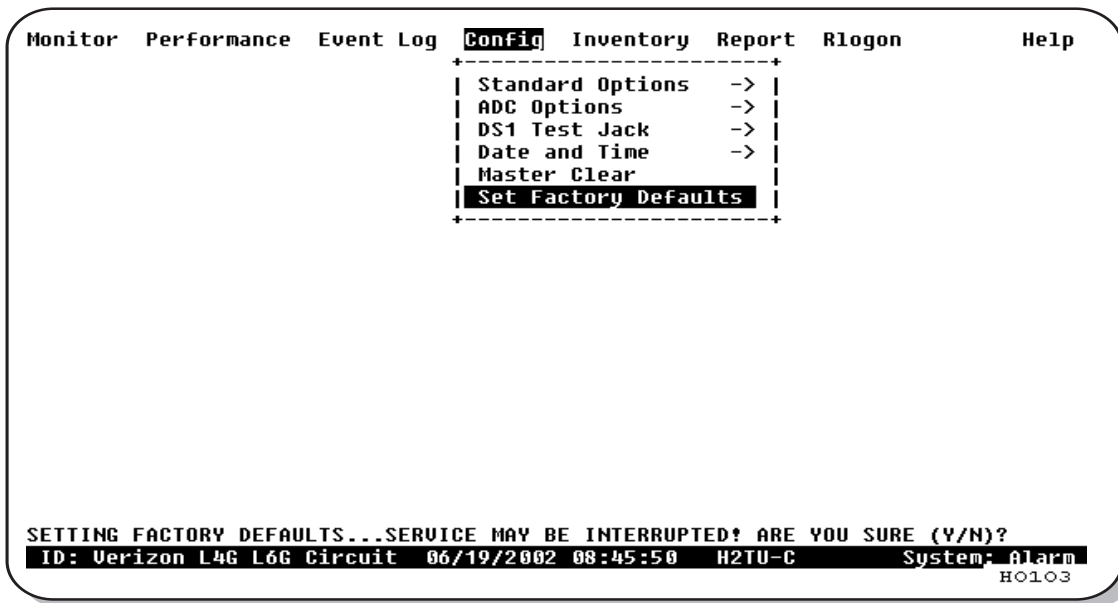 Monitor Performance Event Log Config Inventory Report Rlogon Help
Standard Options ->
ADC Options ->
DS1 Test Jack ->
Date and Time ->
Master Clear
Set Factory Defaults
SETTING FACTORY DEFAULTS...SERVICE MAY BE INTERRUPTED! ARE YOU SURE (Y/N)?
ID: Verizon L4G L6G Circuit 06/19/2002 08:45:50 H2TU-C System: Alarm
H0103